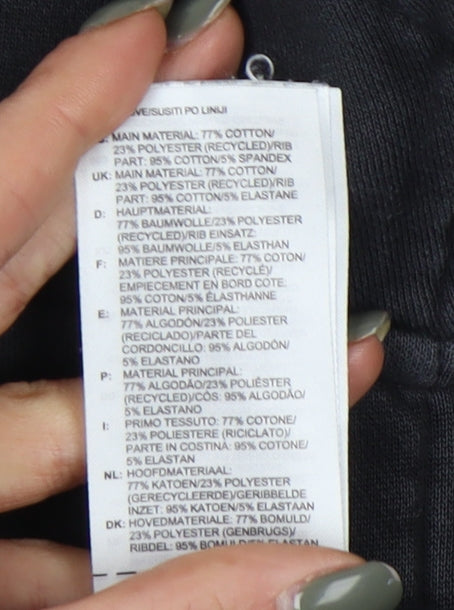 OVE/SUSITI PO LINIJI
MAIN MATERIAL: 77% COTTON/
23% POLYESTER (RECYCLED)/RIB
PART: 95% COTTON/5% SPANDEX
UK: MAIN MATERIAL: 77% COTTON/
23% POLYESTER (RECYCLED)/RIB
PART: 95% COTTON/5% ELASTANE
D: HAUPTMATERIAL:
77% BAUMWOLLE/23% POLYESTER
(RECYCLED)/RIB EINSATZ:
95% BAUMWOLLE/5% ELASTHAN
F: MATIERE PRINCIPALE: 77% COTON/
23% POLYESTER (RECYCLÉ)/
EMPIECEMENT EN BORD COTE:
95% COTON/5% ÉLASTHANNE
E: MATERIAL PRINCIPAL:
77% ALGODÓN/23% POLIESTER
(RECICLADO)/PARTE DEL
CORDONCILLO: 95% ALGODÓN/
5% ELASTANO
P: MATERIAL PRINCIPAL:
77% ALGODÃO/23% POLIÉSTER
(RECYCLED)/CÓS: 95% ALGODÃO/
5% ELASTANO
I: PRIMO TESSUTO: 77% COTONE/
23% POLIESTERE (RICICLATO)/
PARTE IN COSTINA: 95% COTONE/
5% ELASTAN
NL: HOOFDMATERIAAL:
77% KATOEN/23% POLYESTER
(GERECYCLEERDE)/GERIBBELDE
INZET: 95% KATOEN/5% ELASTAAN
DK: HOVEDMATERIALE: 77% BOMULD/
23% POLYESTER (GENBRUGS)/
RIBDEL: 95% BOMULD/5% ELASTAN